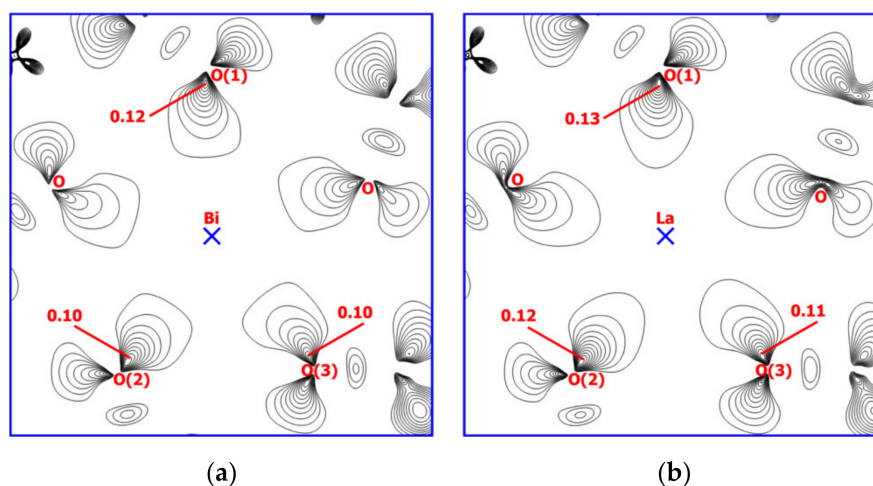 O(1)
0.12
O
O
Bi
0.10
0.10
O(2)
O(3)
(a)
O(1)
0.13
O
O
La
0.12
0.11
O(2)
O(3)
(b)